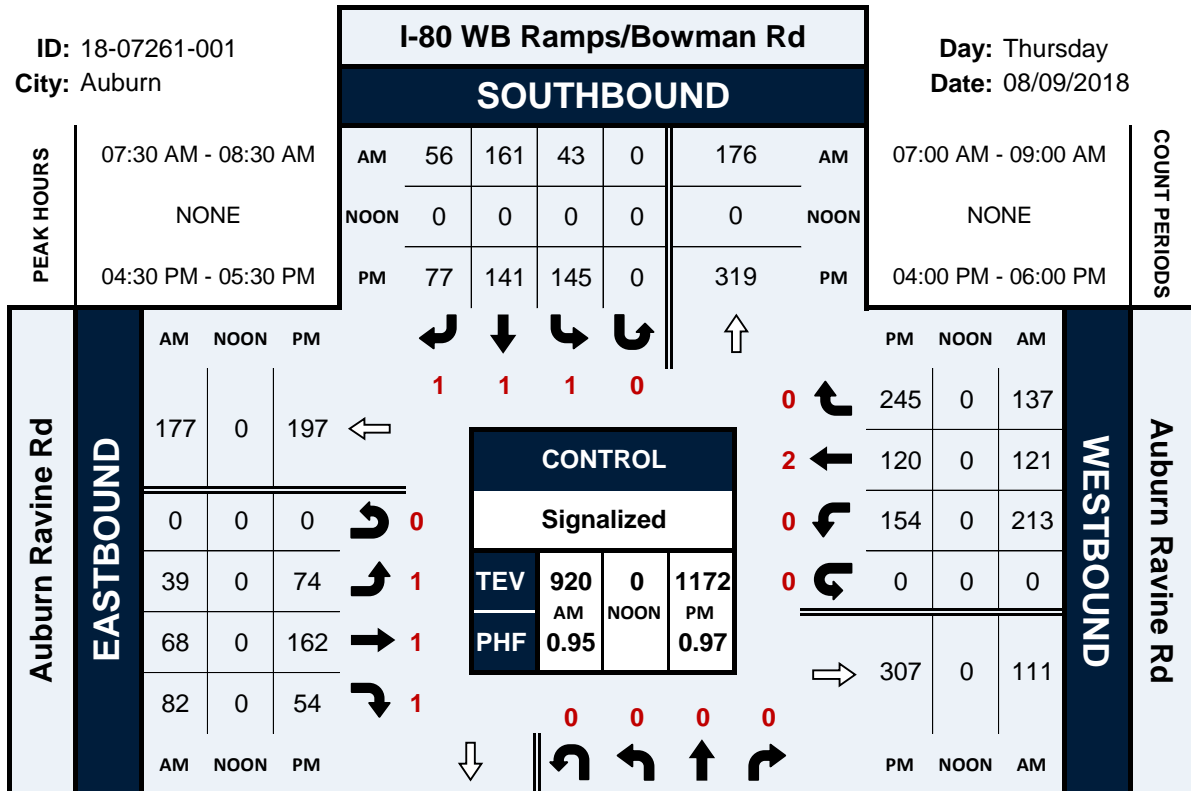 I-80 WB Ramps/Bowman Rd
ID: 18-07261-001
City: Auburn
Day: Thursday
Date: 08/09/2018
SOUTHBOUND
PEAK HOURS
07:30 AM - 08:30 AM
NONE
04:30 PM - 05:30 PM
AM 56 161 43 0 176 AM
NOON 0 0 0 0 0 NOON
PM 77 141 145 0 319 PM
07:00 AM - 09:00 AM
NONE
04:00 PM - 06:00 PM
COUNT PERIODS
1 1 1 0
Auburn Ravine Rd
EASTBOUND
AM NOON PM
177 0 197
0 0 0 0
39 0 74 1
68 0 162 1
82 0 54 1
AM NOON PM
CONTROL
Signalized
TEV 920 0 1172
AM NOON PM
PHF 0.95 0.97
PM NOON AM
0 245 0 137
2 120 0 121
0 154 0 213
0 0 0 0
307 0 111
PM NOON AM
WESTBOUND
Auburn Ravine Rd
0 0 0 0